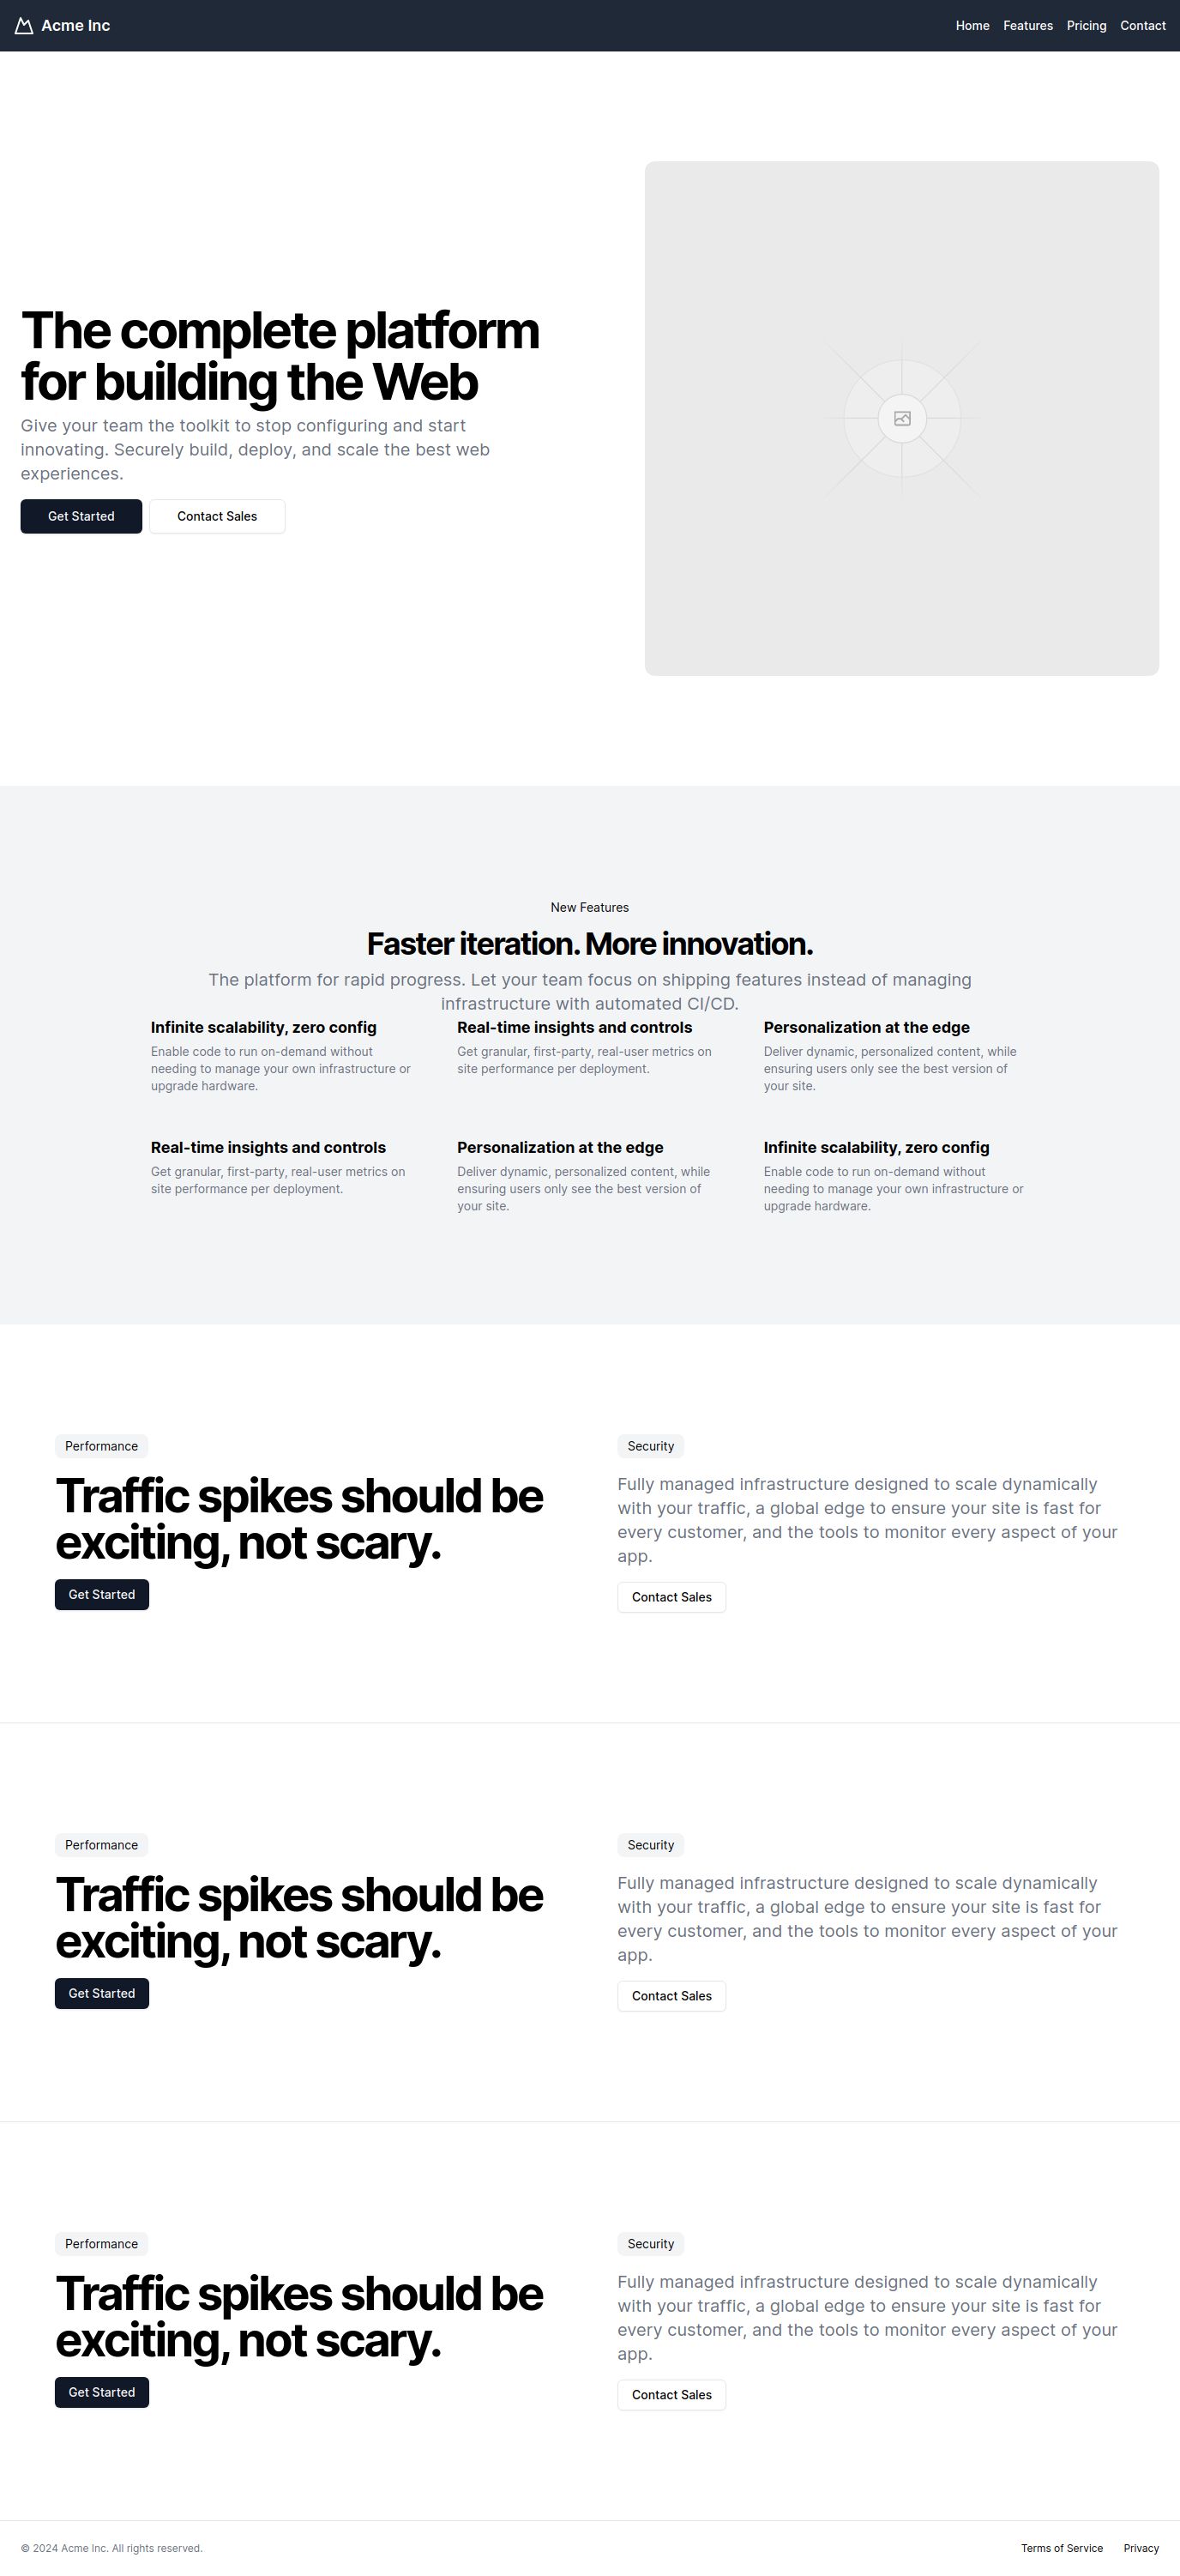 Acme Inc
Home Features Pricing Contact
The complete platform
for building the Web
Give your team the toolkit to stop configuring and start
innovating. Securely build, deploy, and scale the best web
experiences.
Get Started Contact Sales
New Features
Faster iteration. More innovation.
The platform for rapid progress. Let your team focus on shipping features instead of managing
infrastructure with automated CI/CD.
Infinite scalability, zero config
Enable code to run on-demand without
needing to manage your own infrastructure or
upgrade hardware.
Real-time insights and controls
Get granular, first-party, real-user metrics on
site performance per deployment.
Personalization at the edge
Deliver dynamic, personalized content, while
ensuring users only see the best version of
your site.
Real-time insights and controls
Get granular, first-party, real-user metrics on
site performance per deployment.
Personalization at the edge
Deliver dynamic, personalized content, while
ensuring users only see the best version of
your site.
Infinite scalability, zero config
Enable code to run on-demand without
needing to manage your own infrastructure or
upgrade hardware.
Performance
Traffic spikes should be
exciting, not scary.
Get Started
Security
Fully managed infrastructure designed to scale dynamically
with your traffic, a global edge to ensure your site is fast for
every customer, and the tools to monitor every aspect of your
app.
Contact Sales
Performance
Traffic spikes should be
exciting, not scary.
Get Started
Security
Fully managed infrastructure designed to scale dynamically
with your traffic, a global edge to ensure your site is fast for
every customer, and the tools to monitor every aspect of your
app.
Contact Sales
Performance
Traffic spikes should be
exciting, not scary.
Get Started
Security
Fully managed infrastructure designed to scale dynamically
with your traffic, a global edge to ensure your site is fast for
every customer, and the tools to monitor every aspect of your
app.
Contact Sales
© 2024 Acme Inc. All rights reserved.
Terms of Service Privacy